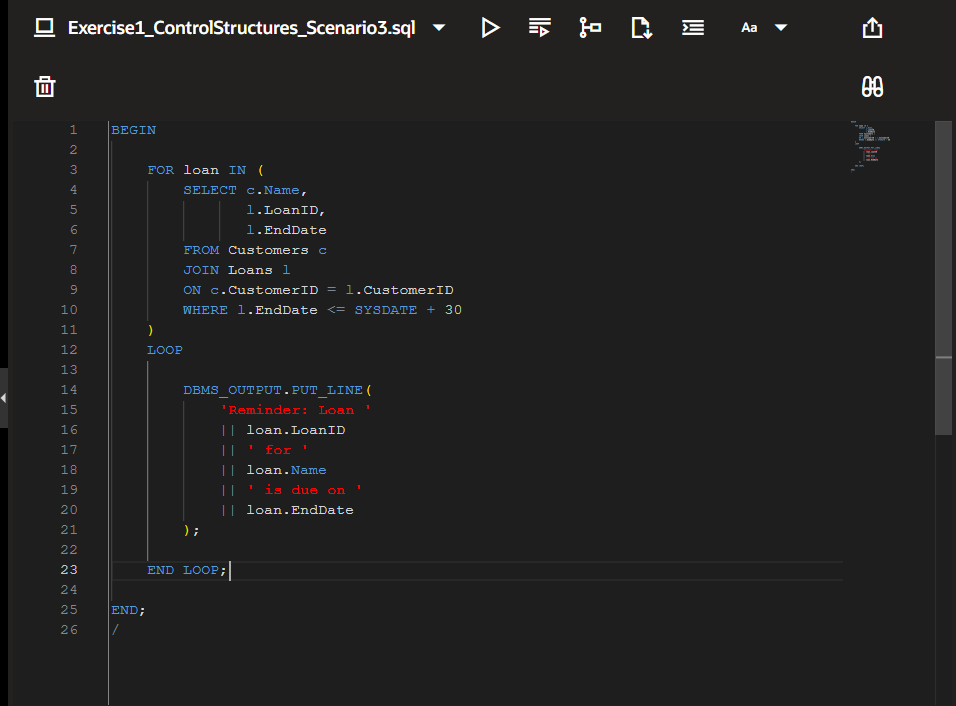 Exercise1_ControlStructures_Scenario3.sql
Aa
1 BEGIN
2
3 FOR loan IN (
4 SELECT c.Name,
5 l.LoanID,
6 l.EndDate
7 FROM Customers c
8 JOIN Loans l
9 ON c.CustomerID = l.CustomerID
10 WHERE l.EndDate <= SYSDATE + 30
11 )
12 LOOP
13
14 DBMS_OUTPUT.PUT_LINE(
15 'Reminder: Loan '
16 || loan.LoanID
17 || ' for '
18 || loan.Name
19 || ' is due on '
20 || loan.EndDate
21 );
22
23 END LOOP;
24
25 END;
26 /